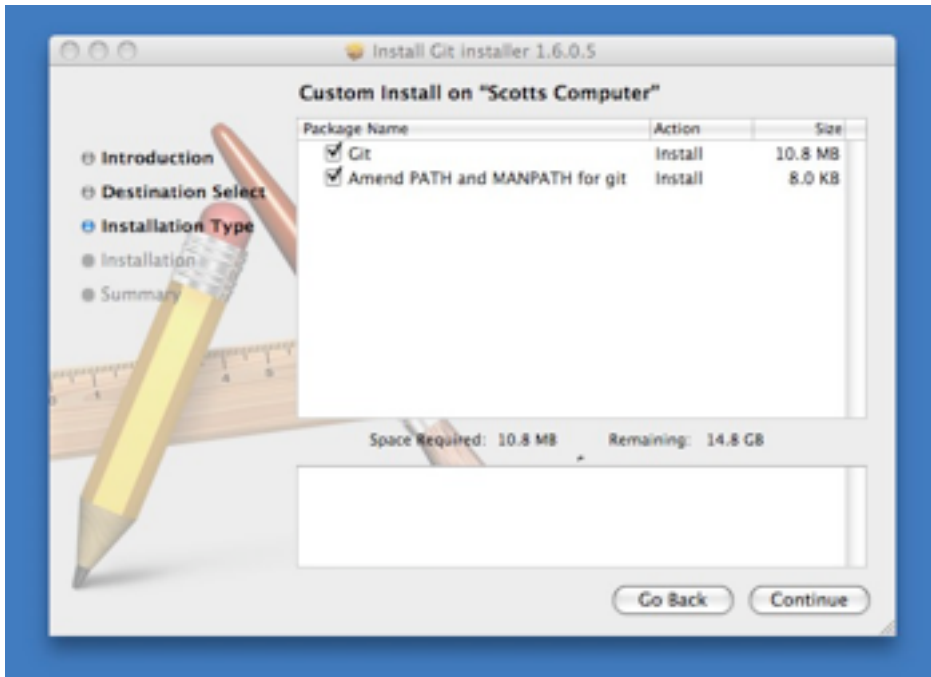 Install Git installer 1.6.0.5
Custom Install on "Scotts Computer"
Package Name Action Size
Git Install 10.8 MB
Amend PATH and MANPATH for git Install 8.0 KB
Introduction
Destination Select
Installation Type
Installation
Summary
Space Required: 10.8 MB Remaining: 14.8 GB
Go Back Continue